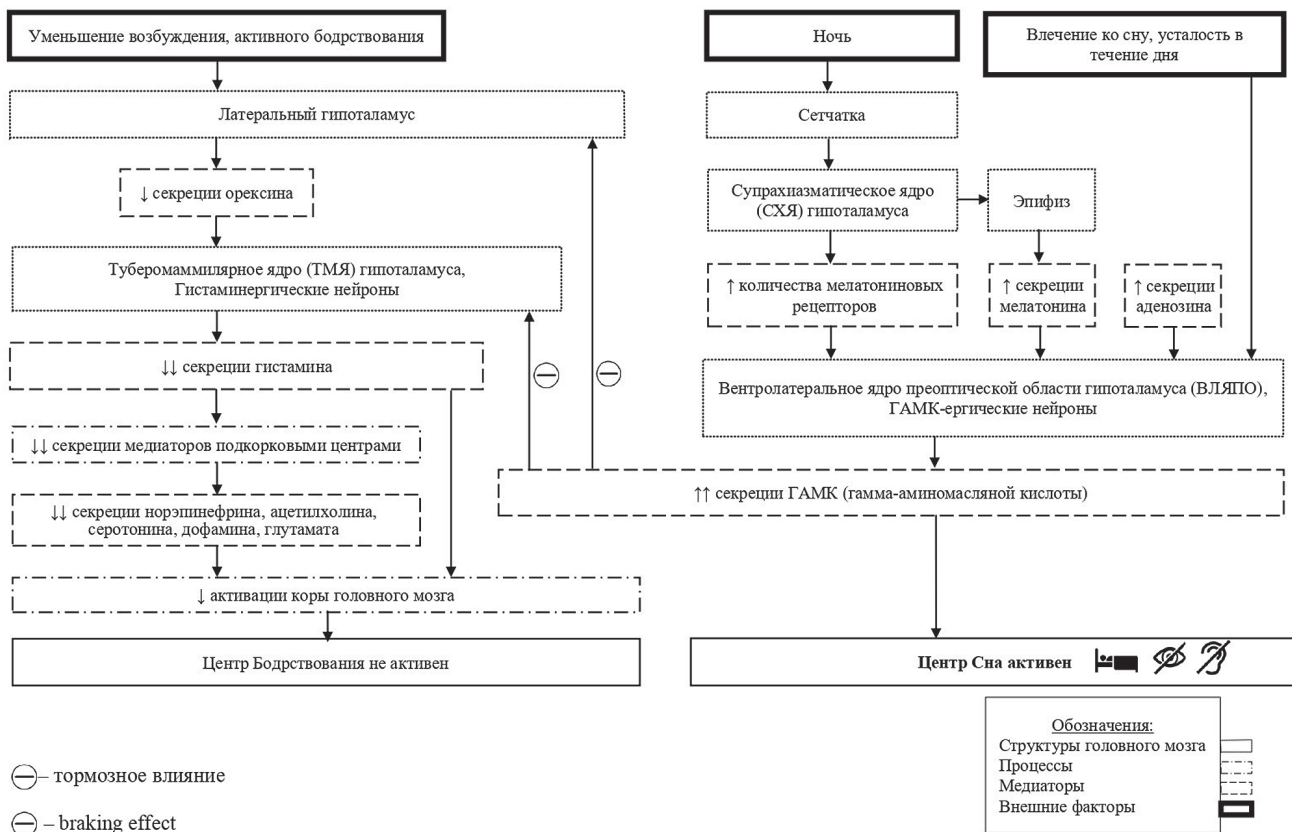 Уменьшение возбуждения, активного бодрствования
Латеральный гипоталамус
↓ секреции орексина
Туберомаммилярное ядро (ТМЯ) гипоталамуса,
Гистаминергические нейроны
↓↓ секреции гистамина
↓↓ секреции медиаторов подкорковыми центрами
↓↓ секреции норэпинефрина, ацетилхолина,
серотонина, дофамина, глутамата
↓ активации коры головного мозга
Центр Бодрствования не активен
Ночь
Влечение ко сну, усталость в
течение дня
Сетчатка
Супрахиазматическое ядро
(СХЯ) гипоталамуса
Эпифиз
↑ количества мелатониновых
рецепторов
↑ секреции
мелатонина
↑ секреции
аденозина
Вентролатеральное ядро преоптической области гипоталамуса (ВЛЯПО),
ГАМК-ергические нейроны
↑↑ секреции ГАМК (гамма-аминомасляной кислоты)
Центр Сна активен
Обозначения:
Структуры головного мозга
Процессы
Медиаторы
Внешние факторы
– тормозное влияние
– braking effect